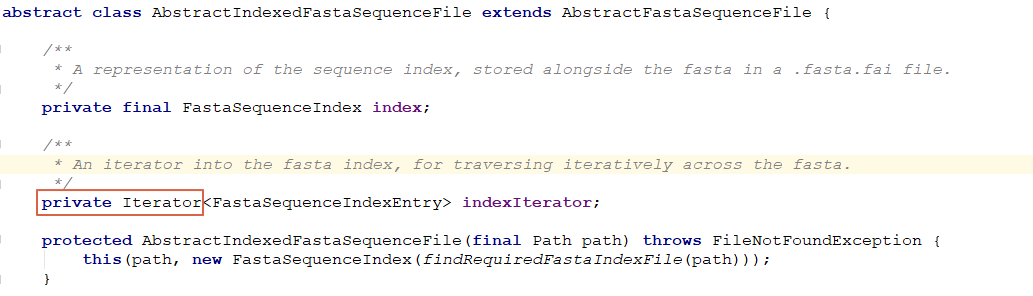 abstract class AbstractIndexedFastaSequenceFile extends AbstractFastaSequenceFile {
/**
* A representation of the sequence index, stored alongside the fasta in a .fasta.fai file.
*/
private final FastaSequenceIndex index;
/**
* An iterator into the fasta index, for traversing iteratively across the fasta.
*/
private Iterator<FastaSequenceIndexEntry> indexIterator;
protected AbstractIndexedFastaSequenceFile(final Path path) throws FileNotFoundException {
this(path, new FastaSequenceIndex(findRequiredFastaIndexFile(path)));
}